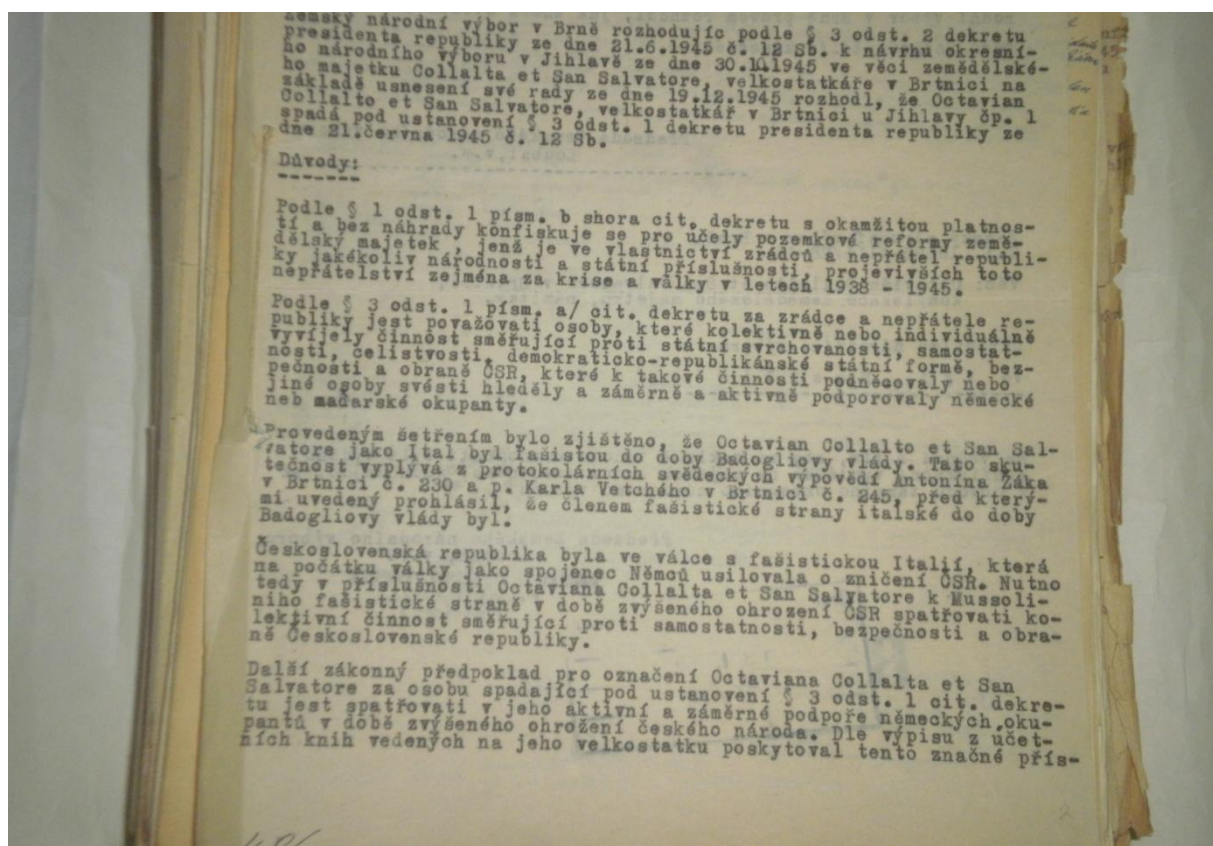 zemský národní výbor v Brně rozhodujíc podle § 3 odst. 2 dekretu
presidenta republiky ze dne 21.6.1945 č. 12 Sb. k návrhu okresní-
ho národního výboru v Jihlavě ze dne 30.10.1945 ve věci zemědělské-
ho majetku Collalta et San Salvatore, velkostatkáře v Brtnici na
základě usnesení své rady ze dne 19.12.1945 rozhodl, že Octavian
Collalto et San Salvatore, velkostatkář v Brtnici u Jihlavy čp. 1
spadá pod ustanovení § 3 odst. 1 dekretu presidenta republiky ze
dne 21.června 1945 č. 12 Sb.
Důvody:
Podle § 1 odst. 1 písm. b shora cit. dekretu s okamžitou platnos-
tí a bez náhrady konfiskuje se pro účely pozemkové reformy země-
dělský majetek , jenž je ve vlastnictví zrádců a nepřátel republi-
ky jakékoliv národnosti a státní příslušnosti, projevivších toto
nepřátelství zejména za krise a války v letech 1938 - 1945.
Podle § 3 odst. 1 písm. a/ cit. dekretu za zrádce a nepřátele re-
publiky jest považovati osoby, které kolektivně nebo individuálně
vyvíjely činnost směřující proti státní svrchovanosti, samostat-
nosti, celistvosti, demokraticko-republikánské státní formě, bez-
pečnosti a obraně ČSR, které k takové činnosti podněcovaly nebo
jiné osoby svésti hleděly a záměrně a aktivně podporovaly německé
neb maďarské okupanty.
Provedeným šetřením bylo zjištěno, že Octavian Collalto et San Sal-
vatore jako Ital byl fašistou do doby Badogliovy vlády. Tato sku-
tečnost vyplývá z protokolárních svědeckých výpovědí Antonína Žáka
v Brtnici č. 230 a p. Karla Vetchého v Brtnici č. 245, před který-
mi uvedený prohlásil, že členem fašistické strany italské do doby
Badogliovy vlády byl.
Československá republika byla ve válce s fašistickou Italií, která
na počátku války jako spojenec Němců usilovala o zničení ČSR. Nutno
tedy v příslušnosti Octaviana Collalta et San Salvatore k Mussoli-
niho fašistické straně v době zvýšeného ohrození ČSR spatřovati ko-
lektivní činnost směřující proti samostatnosti, bezpečnosti a obra-
ně Československé republiky.
Další zákonný předpoklad pro označení Octaviana Collalta et San
Salvatore za osobu spadající pod ustanovení § 3 odst. 1 cit. dekre-
tu jest spatřovati v jeho aktivní a záměrné podpoře německých oku-
pantů v době zvýšeného ohrožení českého národa. Dle výpisu z účet-
ních knih vedených na jeho velkostatku poskytoval tento značné přís-
2